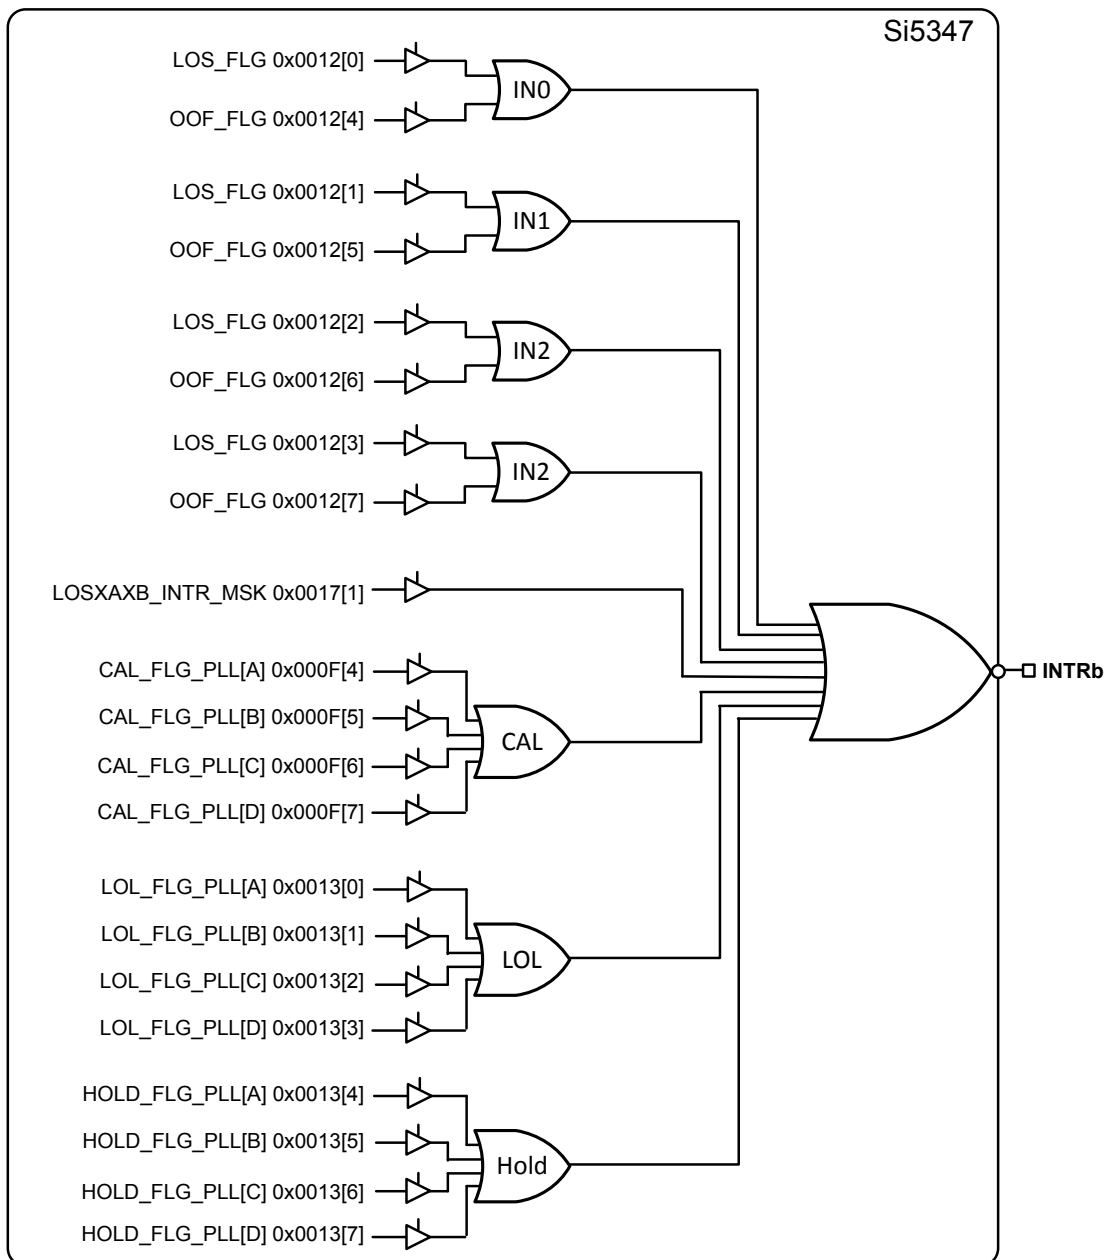 Si5347
LOS_FLG 0x0012[0]
IN0
OOF_FLG 0x0012[4]
LOS_FLG 0x0012[1]
IN1
OOF_FLG 0x0012[5]
LOS_FLG 0x0012[2]
IN2
OOF_FLG 0x0012[6]
LOS_FLG 0x0012[3]
IN2
OOF_FLG 0x0012[7]
LOSXAXB_INTR_MSK 0x0017[1]
INTRb
CAL_FLG_PLL[A] 0x000F[4]
CAL_FLG_PLL[B] 0x000F[5]
CAL
CAL_FLG_PLL[C] 0x000F[6]
CAL_FLG_PLL[D] 0x000F[7]
LOL_FLG_PLL[A] 0x0013[0]
LOL_FLG_PLL[B] 0x0013[1]
LOL
LOL_FLG_PLL[C] 0x0013[2]
LOL_FLG_PLL[D] 0x0013[3]
HOLD_FLG_PLL[A] 0x0013[4]
HOLD_FLG_PLL[B] 0x0013[5]
Hold
HOLD_FLG_PLL[C] 0x0013[6]
HOLD_FLG_PLL[D] 0x0013[7]